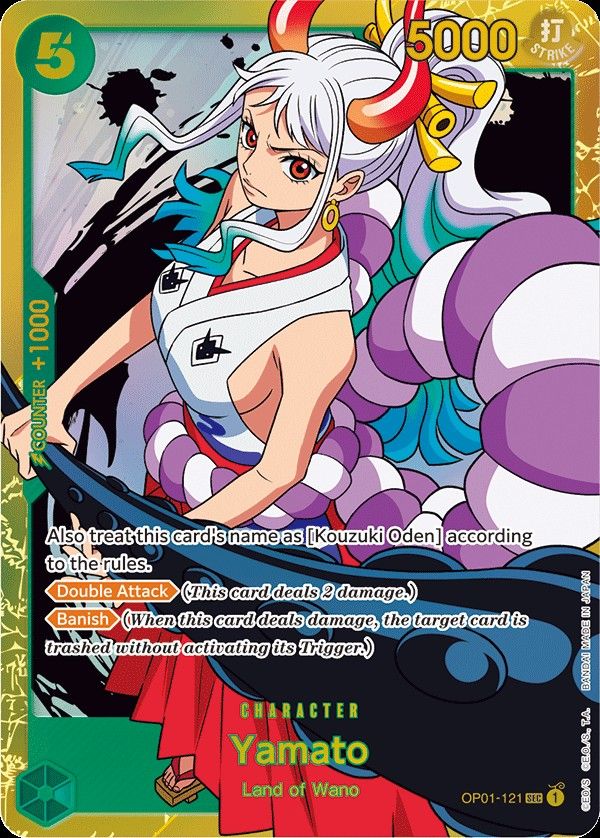 5
5000
打
STRIKE
COUNTER +1000
Also treat this card's name as [Kouzuki Oden] according
to the rules.
Double Attack (This card deals 2 damage.)
Banish (When this card deals damage, the target card is
trashed without activating its Trigger.)
CHARACTER
Yamato
Land of Wano
OP01-121 SEC 1
©EO/S ©E.O./S., T.A. BANDAI MADE IN JAPAN